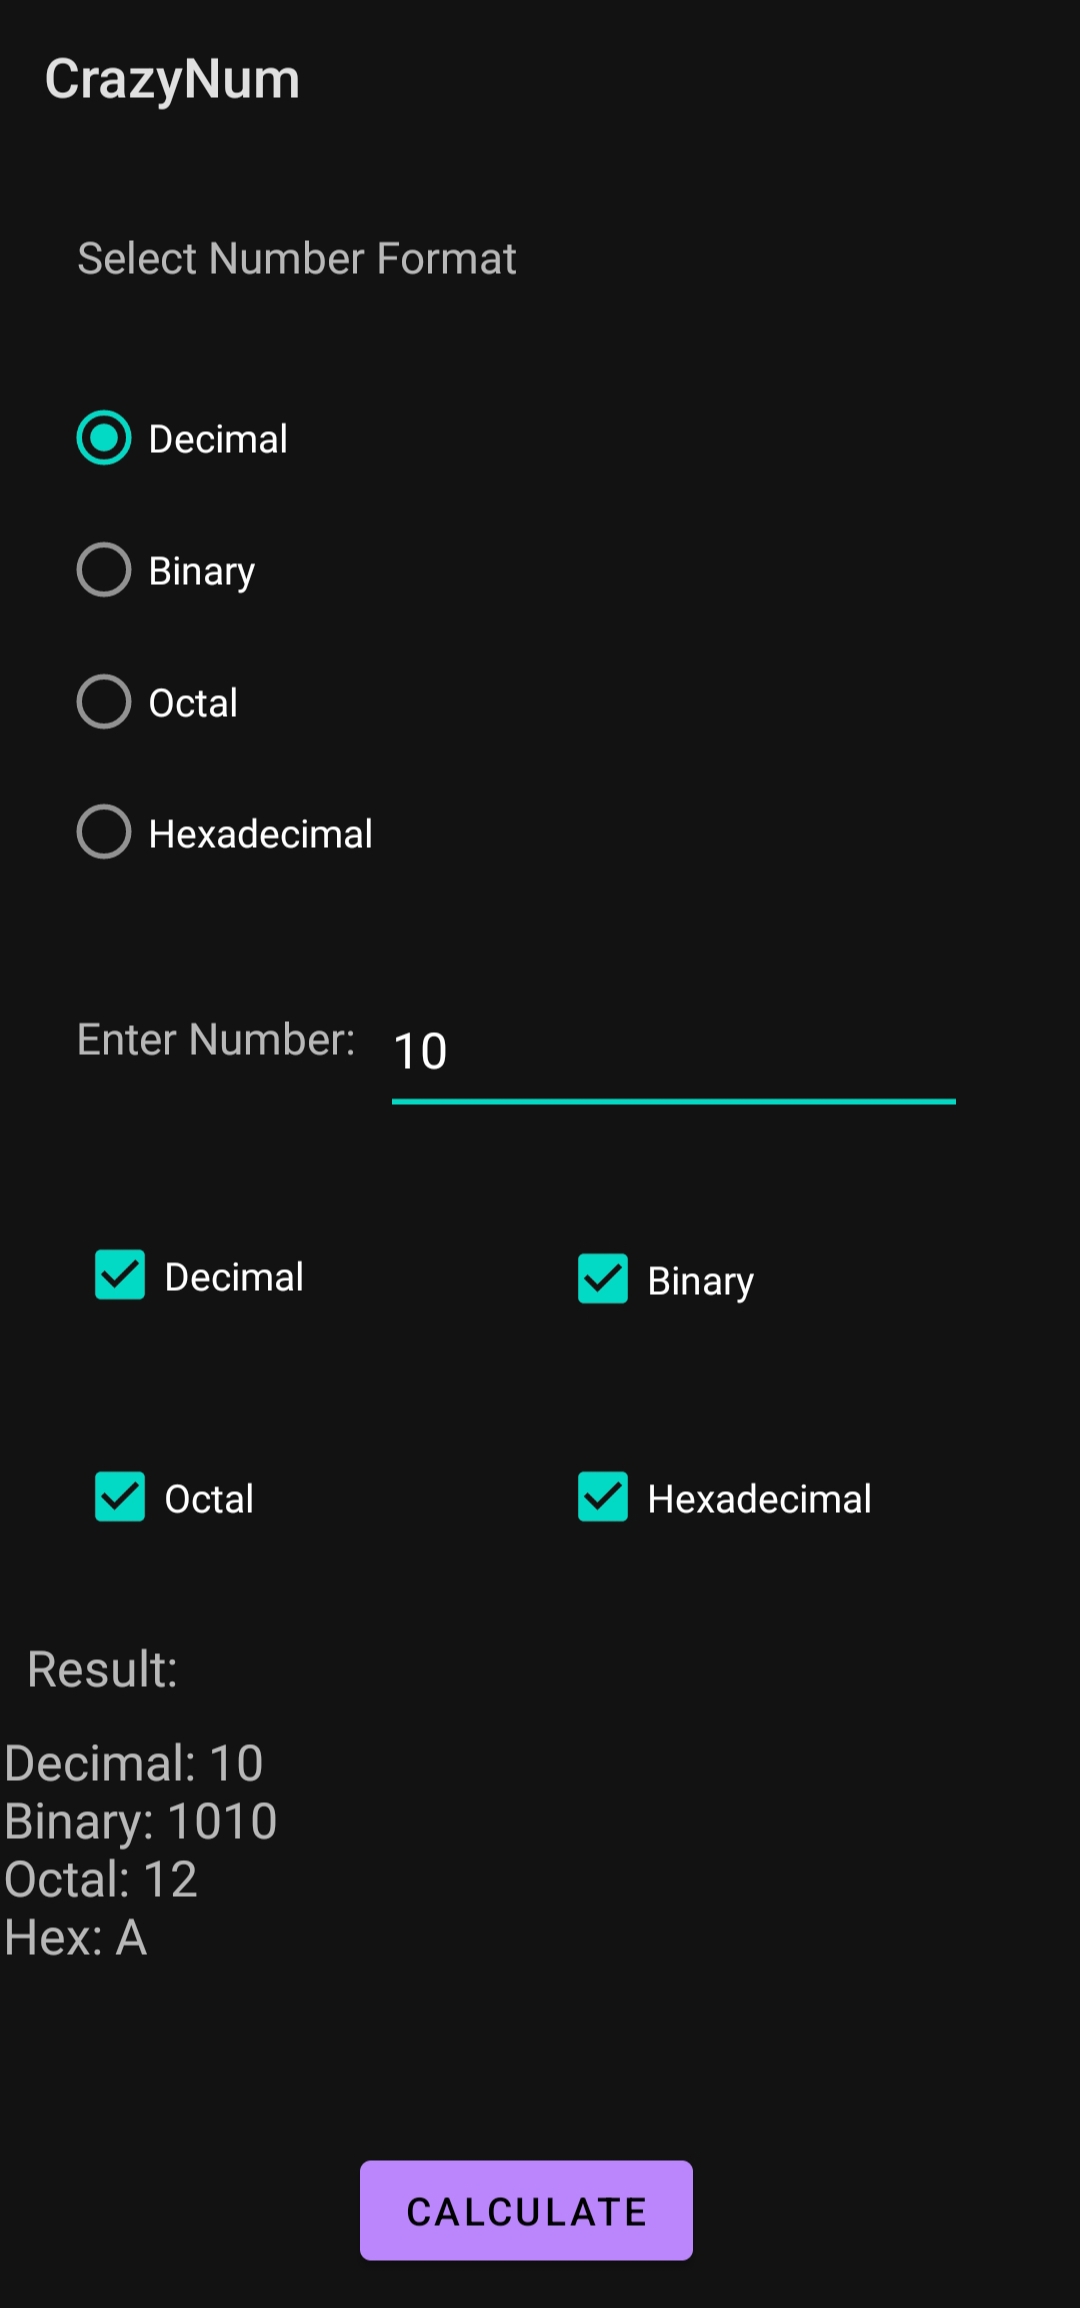 CrazyNum
Select Number Format
Decimal
Binary
Octal
Hexadecimal
Enter Number: 10
Decimal Binary
Octal Hexadecimal
Result:
Decimal: 10
Binary: 1010
Octal: 12
Hex: A
CALCULATE